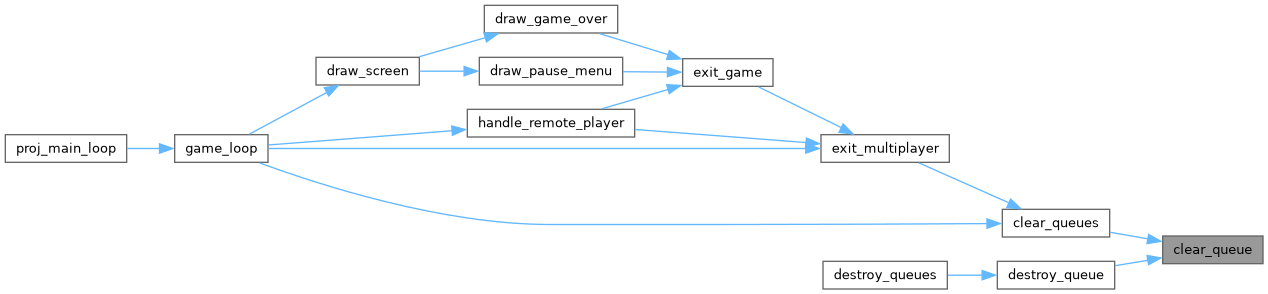 draw_game_over
draw_screen
draw_pause_menu
exit_game
handle_remote_player
proj_main_loop
game_loop
exit_multiplayer
clear_queues
clear_queue
destroy_queues
destroy_queue